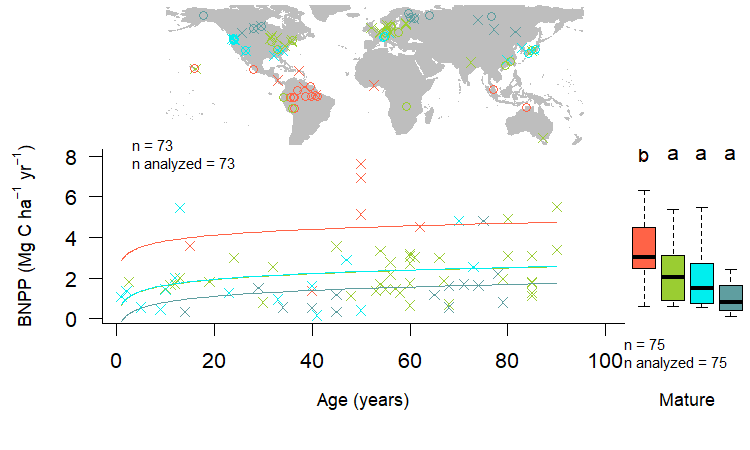 n = 73
n analyzed = 73
BNPP (Mg C ha⁻¹ yr⁻¹)
8
6
4
2
0
0 20 40 60 80 100
Age (years)
b a a a
n = 75
n analyzed = 75
Mature